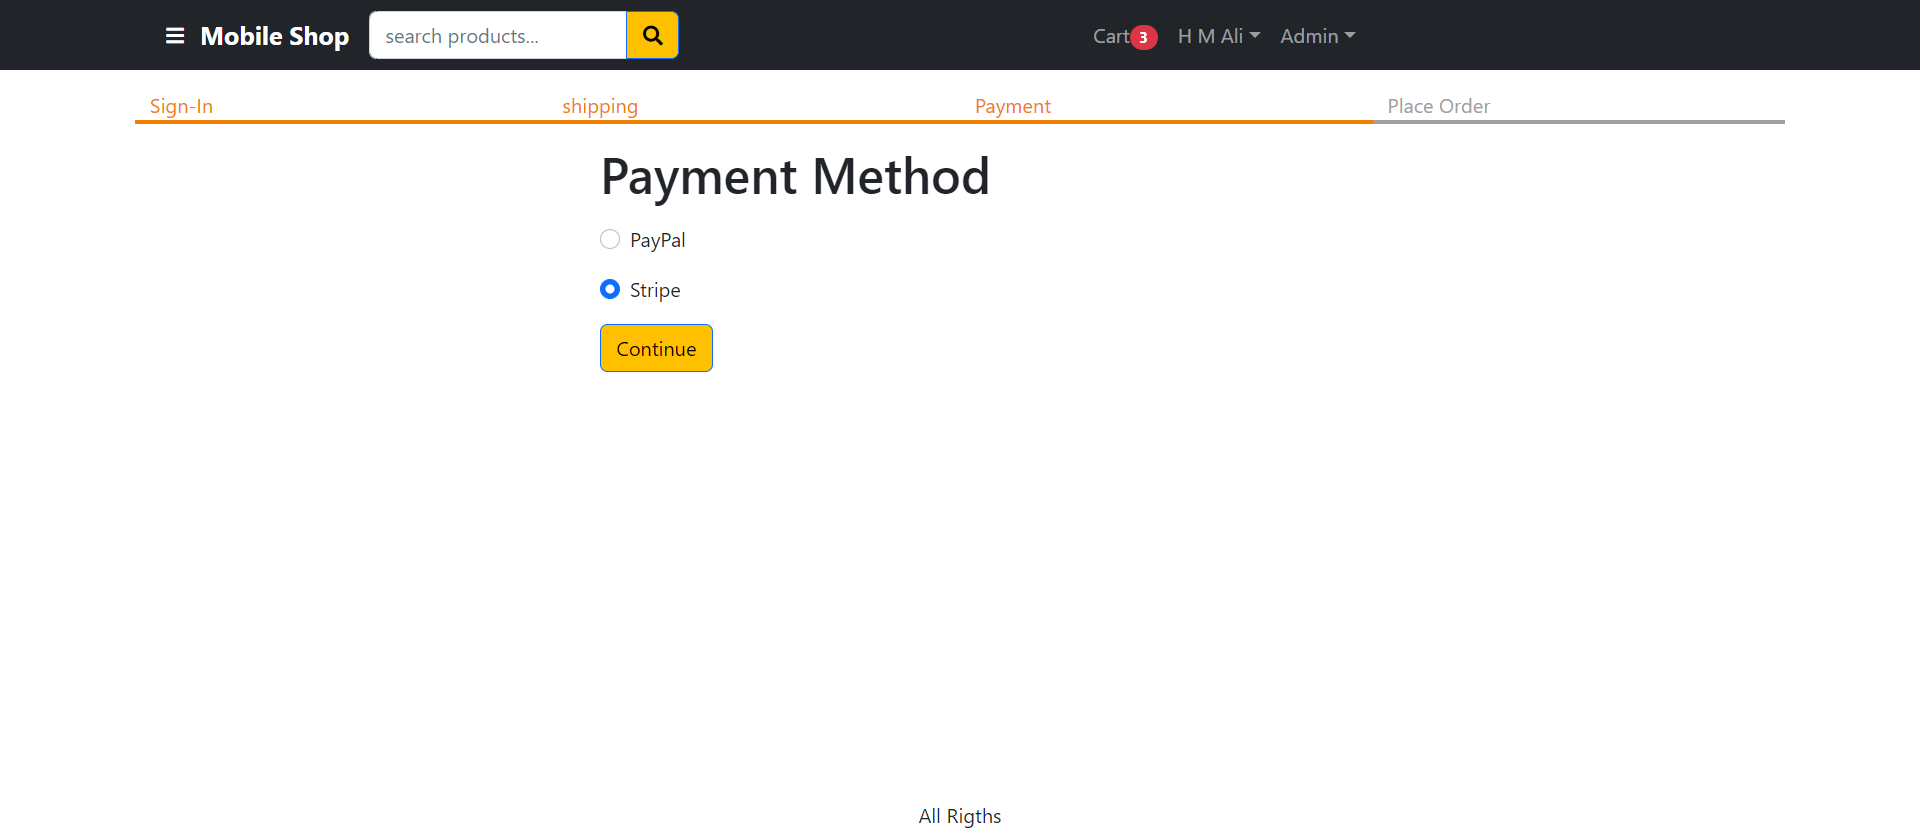 Mobile Shop search products... Cart 3 H M Ali Admin
Sign-In shipping Payment Place Order
Payment Method
PayPal
Stripe
Continue
All Rigths